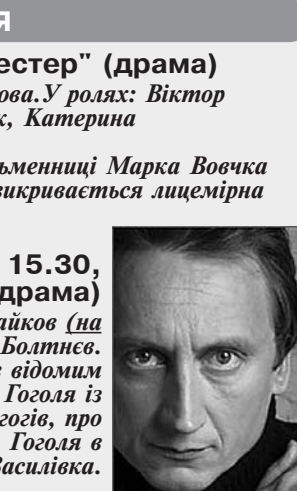 Я
естер" (драма)
ова. У ролях: Віктор
к, Катерина
ьменниці Марка Вовчка
викривається лицемірна
15.30,
драма)
айков (на
Болтнєв.
відомим
Гоголя із
гогів, про
Гоголя в
Василівка.